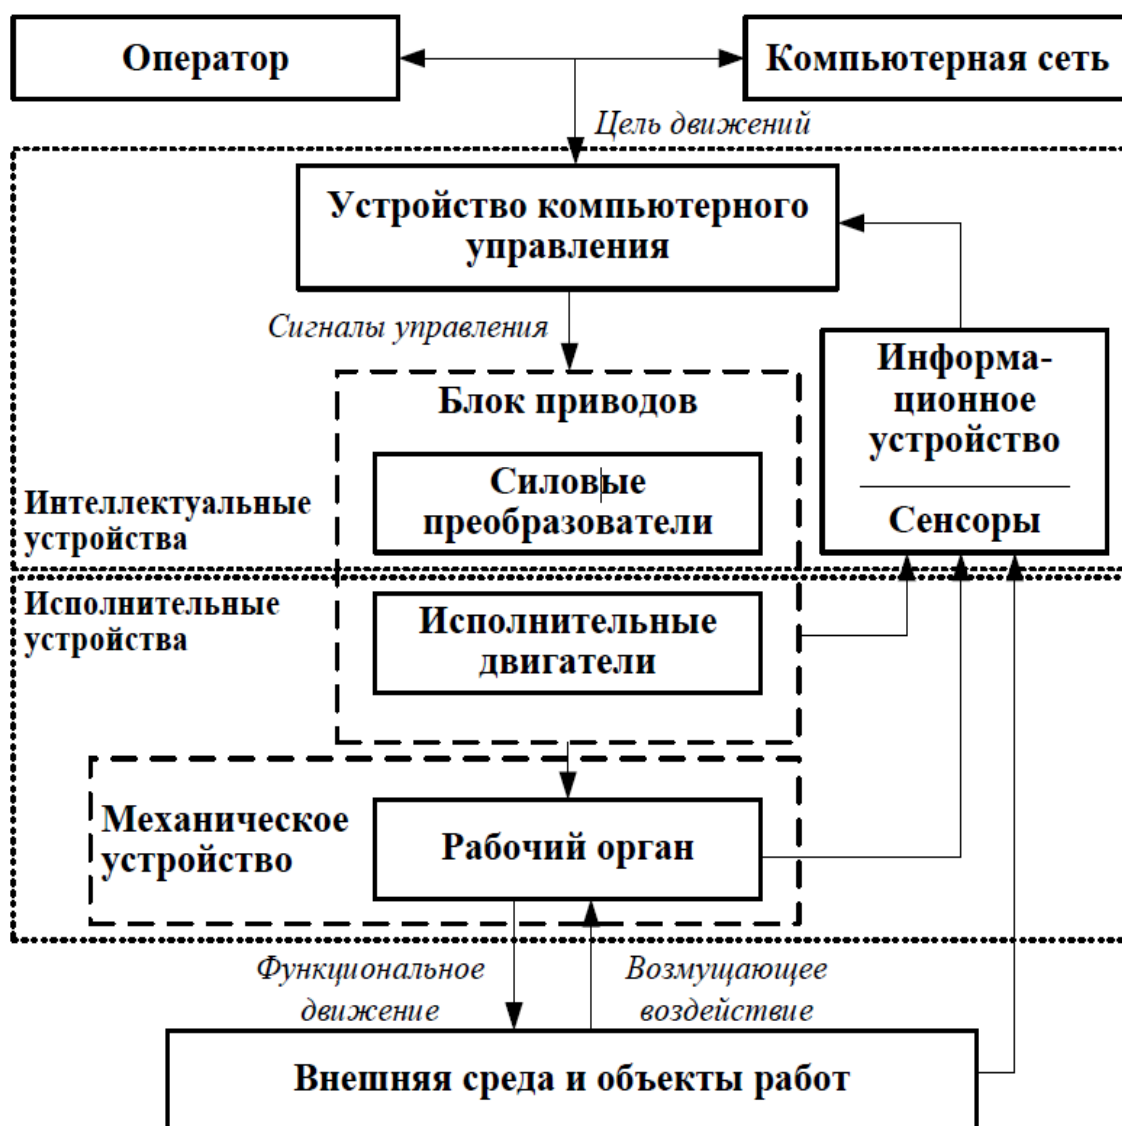 Оператор
Компьютерная сеть
Цель движений
Устройство компьютерного
управления
Сигналы управления
Информа-
ционное
устройство
Сенсоры
Блок приводов
Силовые
преобразователи
Интеллектуальные
устройства
Исполнительные
устройства
Исполнительные
двигатели
Механическое
устройство
Рабочий орган
Функциональное
движение
Возмущающее
воздействие
Внешняя среда и объекты работ